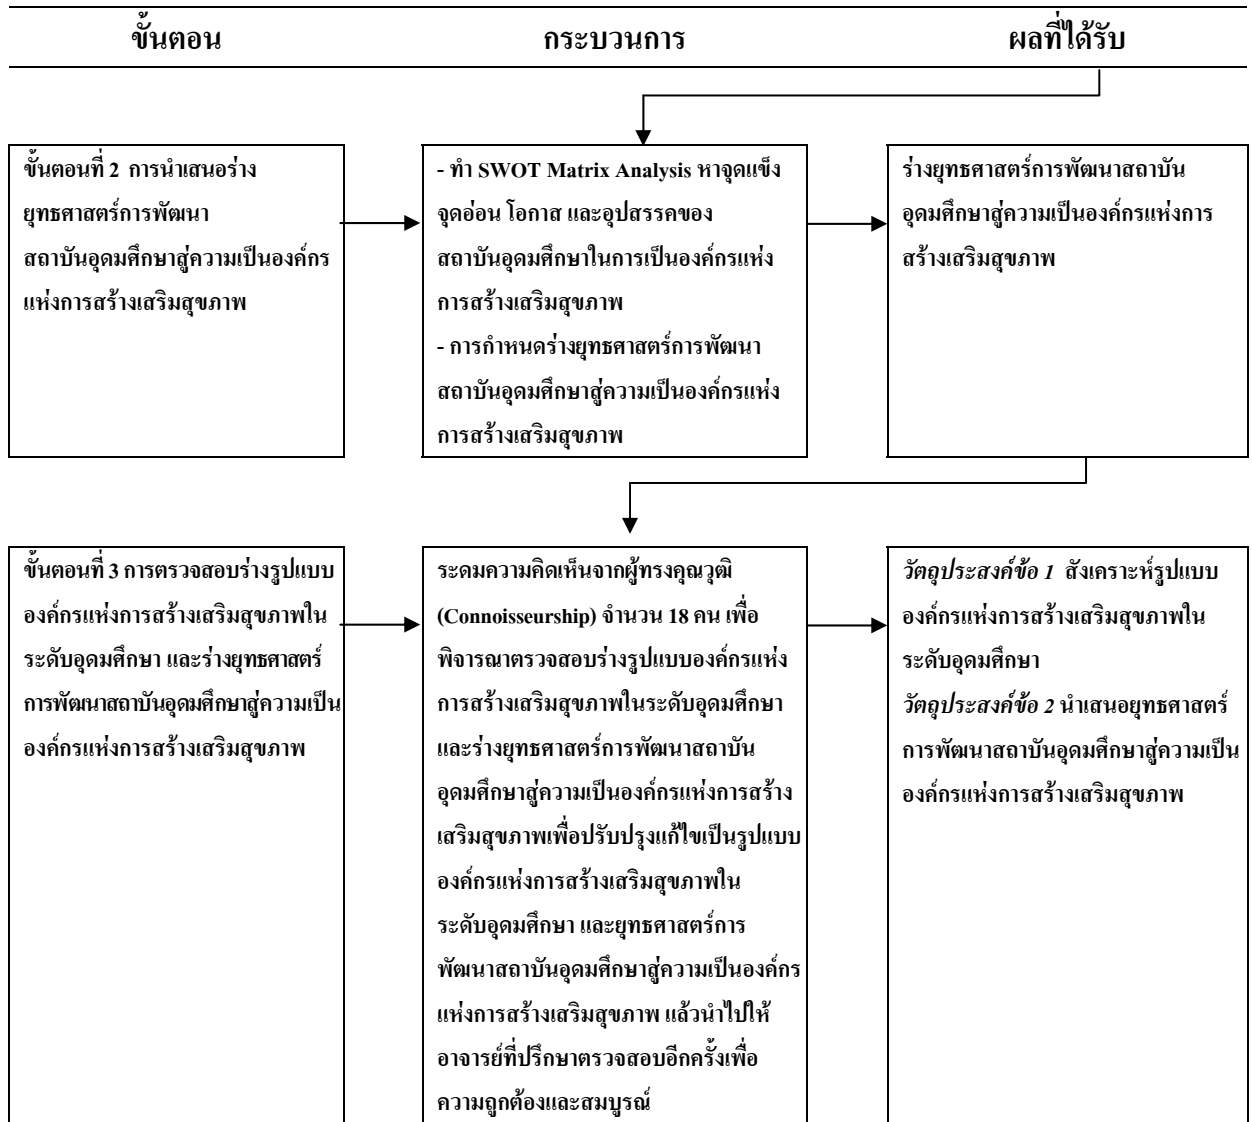 ขั้นตอน
กระบวนการ
ผลที่ได้รับ
ขั้นตอนที่ 2 การนำเสนอร่าง
ยุทธศาสตร์การพัฒนา
สถาบันอุดมศึกษาสู่ความเป็นองค์กร
แห่งการสร้างเสริมสุขภาพ
- ทำ SWOT Matrix Analysis หาจุดแข็ง
จุดอ่อน โอกาส และอุปสรรคของ
สถาบันอุดมศึกษาในการเป็นองค์กรแห่ง
การสร้างเสริมสุขภาพ
- การกำหนดร่างยุทธศาสตร์การพัฒนา
สถาบันอุดมศึกษาสู่ความเป็นองค์กรแห่ง
การสร้างเสริมสุขภาพ
ร่างยุทธศาสตร์การพัฒนาสถาบัน
อุดมศึกษาสู่ความเป็นองค์กรแห่งการ
สร้างเสริมสุขภาพ
ขั้นตอนที่ 3 การตรวจสอบร่างรูปแบบ
องค์กรแห่งการสร้างเสริมสุขภาพใน
ระดับอุดมศึกษา และร่างยุทธศาสตร์
การพัฒนาสถาบันอุดมศึกษาสู่ความเป็น
องค์กรแห่งการสร้างเสริมสุขภาพ
ระดมความคิดเห็นจากผู้ทรงคุณวุฒิ
(Connoisseurship) จำนวน 18 คน เพื่อ
พิจารณาตรวจสอบร่างรูปแบบองค์กรแห่ง
การสร้างเสริมสุขภาพในระดับอุดมศึกษา
และร่างยุทธศาสตร์การพัฒนาสถาบัน
อุดมศึกษาสู่ความเป็นองค์กรแห่งการสร้าง
เสริมสุขภาพเพื่อปรับปรุงแก้ไขเป็นรูปแบบ
องค์กรแห่งการสร้างเสริมสุขภาพใน
ระดับอุดมศึกษา และยุทธศาสตร์การ
พัฒนาสถาบันอุดมศึกษาสู่ความเป็นองค์กร
แห่งการสร้างเสริมสุขภาพ แล้วนำไปให้
อาจารย์ที่ปรึกษาตรวจสอบอีกครั้งเพื่อ
ความถูกต้องและสมบูรณ์
วัตถุประสงค์ข้อ 1 สังเคราะห์รูปแบบ
องค์กรแห่งการสร้างเสริมสุขภาพใน
ระดับอุดมศึกษา
วัตถุประสงค์ข้อ 2 นำเสนอยุทธศาสตร์
การพัฒนาสถาบันอุดมศึกษาสู่ความเป็น
องค์กรแห่งการสร้างเสริมสุขภาพ